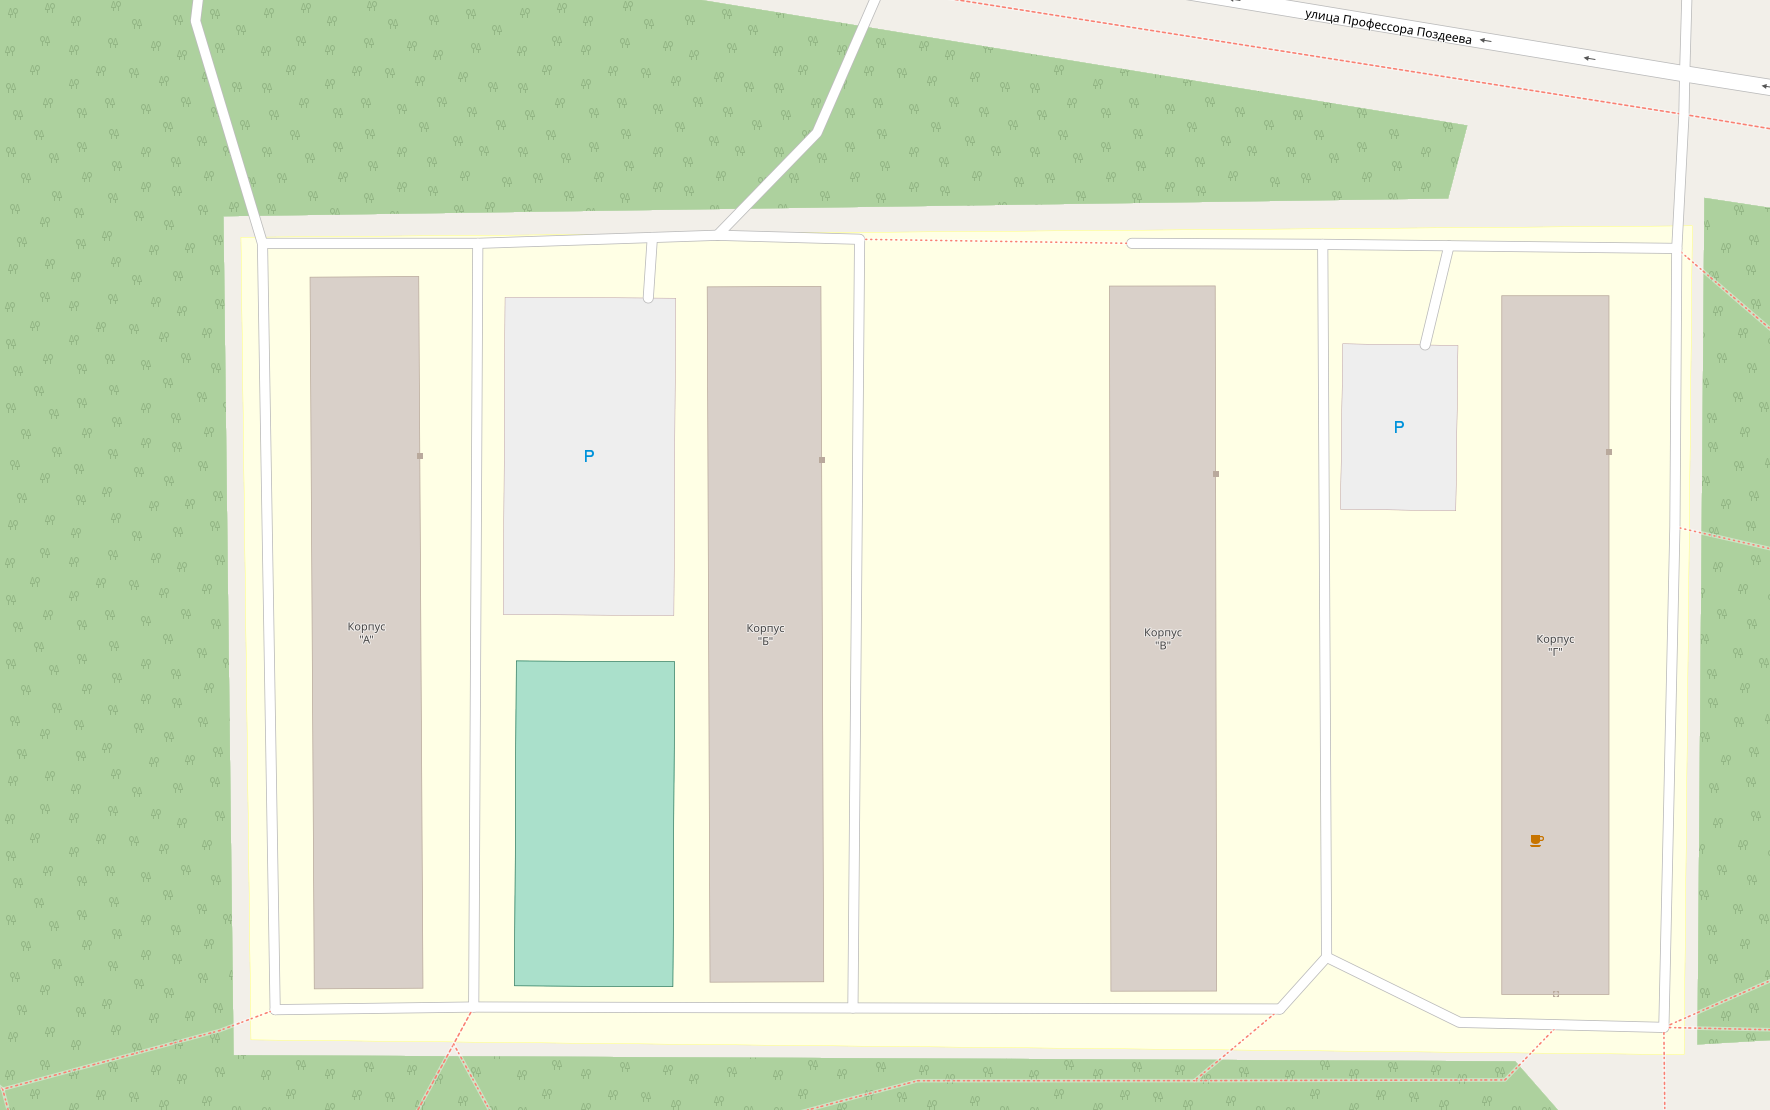 улица Профессора Поздеева
P
P
Корпус
"А"
Корпус
"Б"
Корпус
"В"
Корпус
"Г"